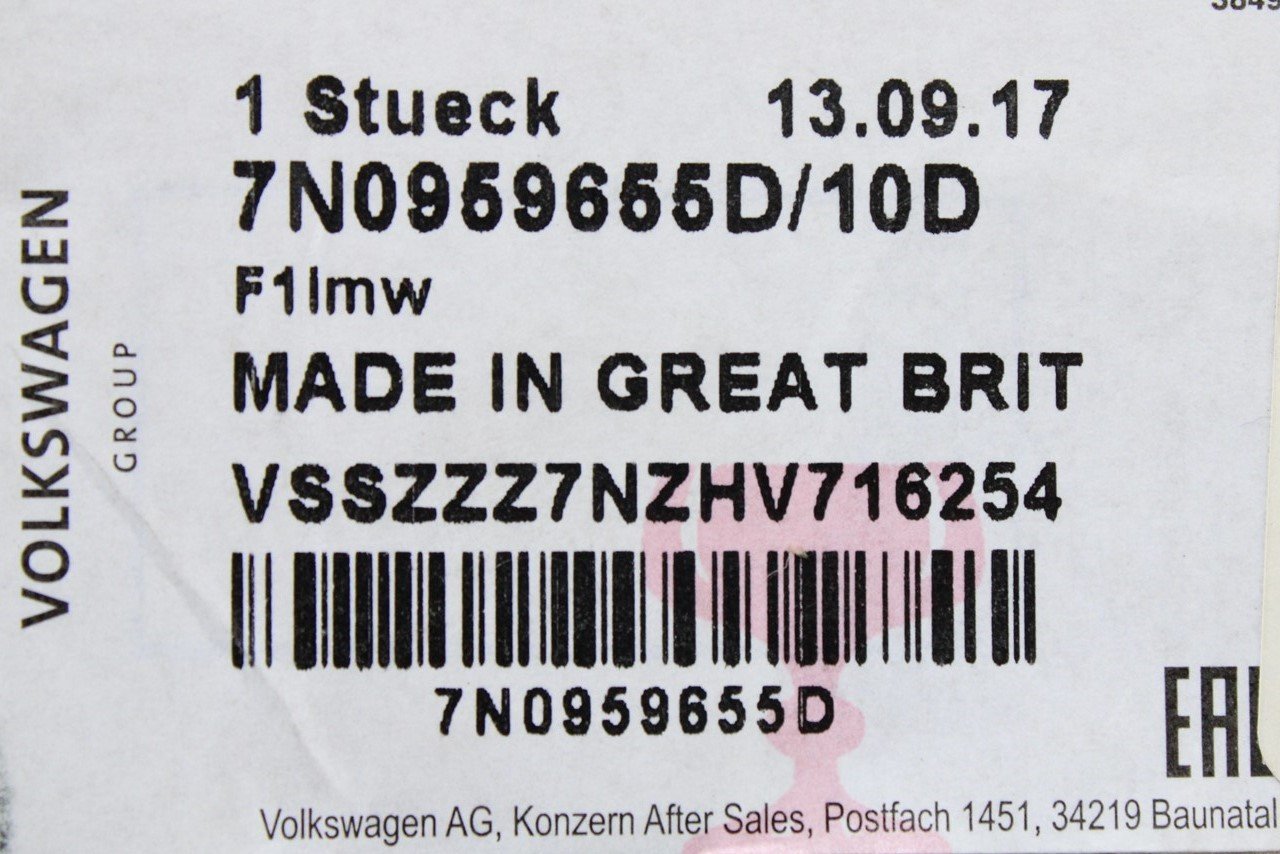 1 Stueck 13.09.17
7N0959655D/10D
F1lmw
MADE IN GREAT BRIT
VSSZZZ7NZHV716254
7N0959655D
Volkswagen AG, Konzern After Sales, Postfach 1451, 34219 Baunatal
VOLKSWAGEN
GROUP
EAC